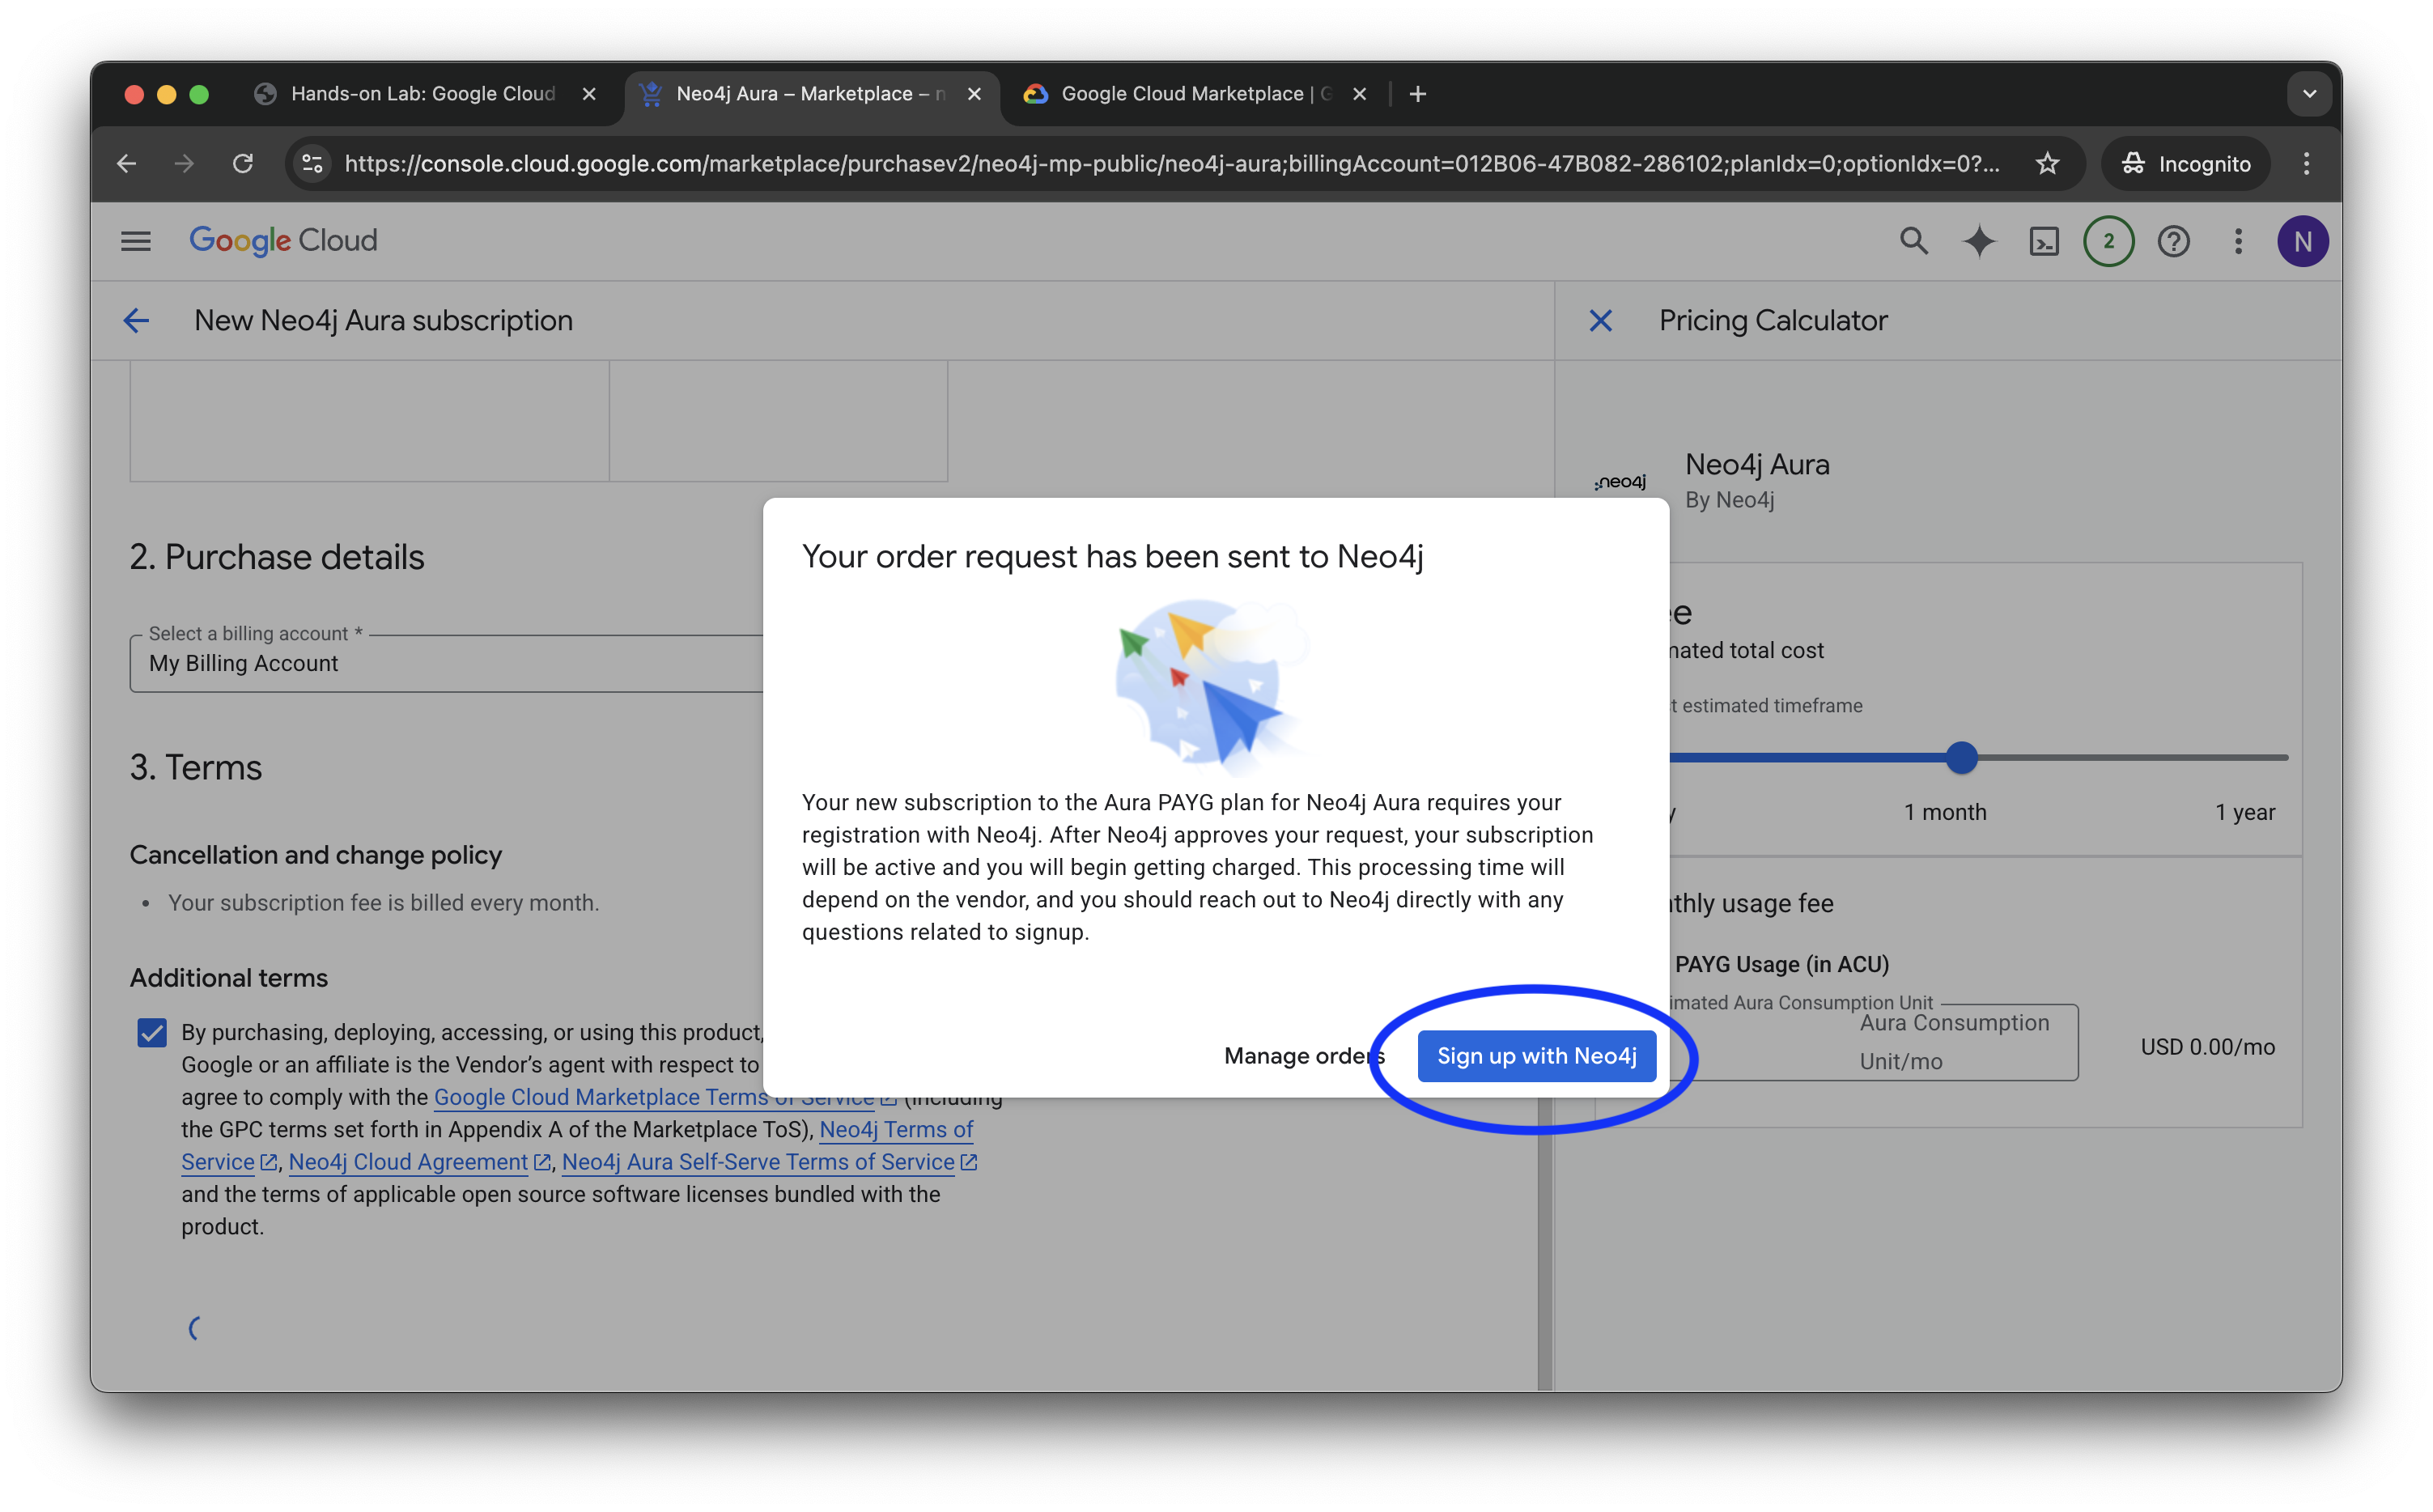 Hands-on Lab: Google Cloud
Neo4j Aura – Marketplace – n
Google Cloud Marketplace | G
https://console.cloud.google.com/marketplace/purchasev2/neo4j-mp-public/neo4j-aura;billingAccount=012B06-47B082-286102;planIdx=0;optionIdx=0?...
Incognito
Google Cloud
2
N
New Neo4j Aura subscription
Pricing Calculator
neo4j
Neo4j Aura
By Neo4j
2. Purchase details
Select a billing account *
My Billing Account
3. Terms
Cancellation and change policy
• Your subscription fee is billed every month.
Additional terms
By purchasing, deploying, accessing, or using this product,
Google or an affiliate is the Vendor's agent with respect to
agree to comply with the Google Cloud Marketplace Terms of Service (including
the GPC terms set forth in Appendix A of the Marketplace ToS), Neo4j Terms of
Service, Neo4j Cloud Agreement, Neo4j Aura Self-Serve Terms of Service
and the terms of applicable open source software licenses bundled with the
product.
Your order request has been sent to Neo4j
Your new subscription to the Aura PAYG plan for Neo4j Aura requires your
registration with Neo4j. After Neo4j approves your request, your subscription
will be active and you will begin getting charged. This processing time will
depend on the vendor, and you should reach out to Neo4j directly with any
questions related to signup.
Manage orders
Sign up with Neo4j
ee
nated total cost
t estimated timeframe
y
1 month
1 year
thly usage fee
PAYG Usage (in ACU)
imated Aura Consumption Unit
Aura Consumption
Unit/mo
USD 0.00/mo